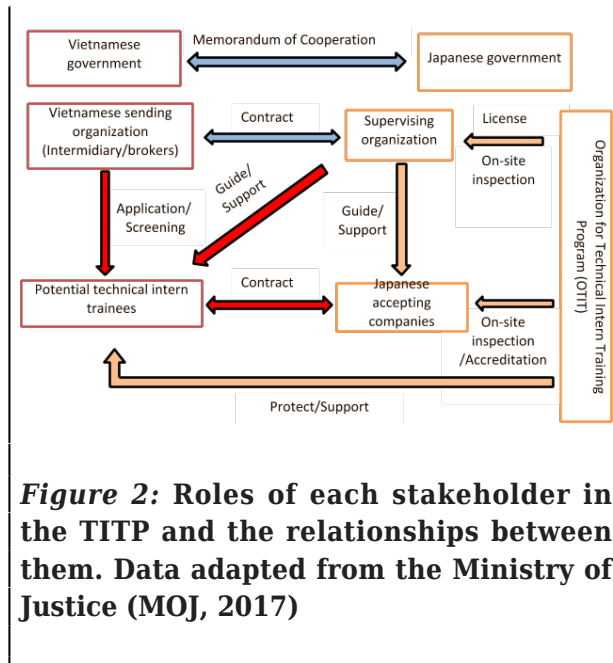 Vietnamese
government
Memorandum of Cooperation
Japanese government
Vietnamese sending
organization
(Intermidiary/brokers)
Contract
Supervising
organization
License
On-site
inspection
Organization for Technical Intern Training
Program (OTIT)
Guide/
Support
Application/
Screening
Guide/
Support
Potential technical intern
trainees
Contract
Japanese
accepting
companies
On-site
inspection
/Accreditation
Protect/Support
Figure 2: Roles of each stakeholder in
the TITP and the relationships between
them. Data adapted from the Ministry of
Justice (MOJ, 2017)